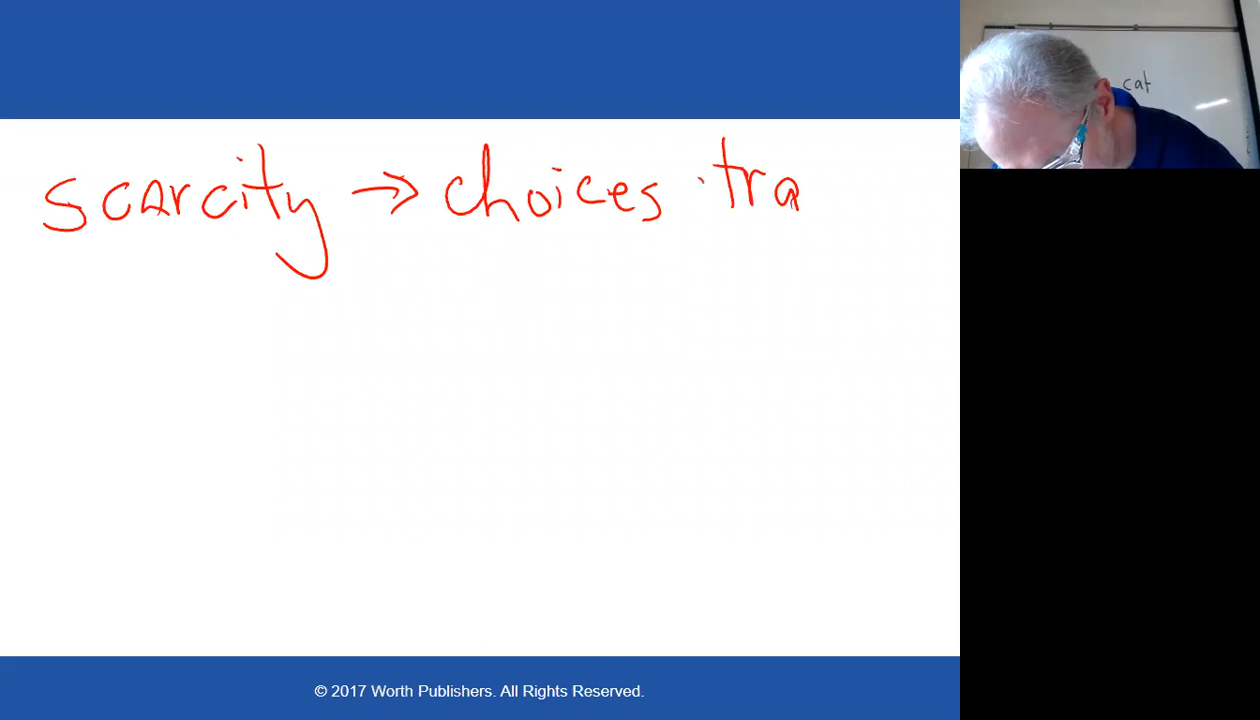 cat
scarcity → choices · tra
© 2017 Worth Publishers. All Rights Reserved.